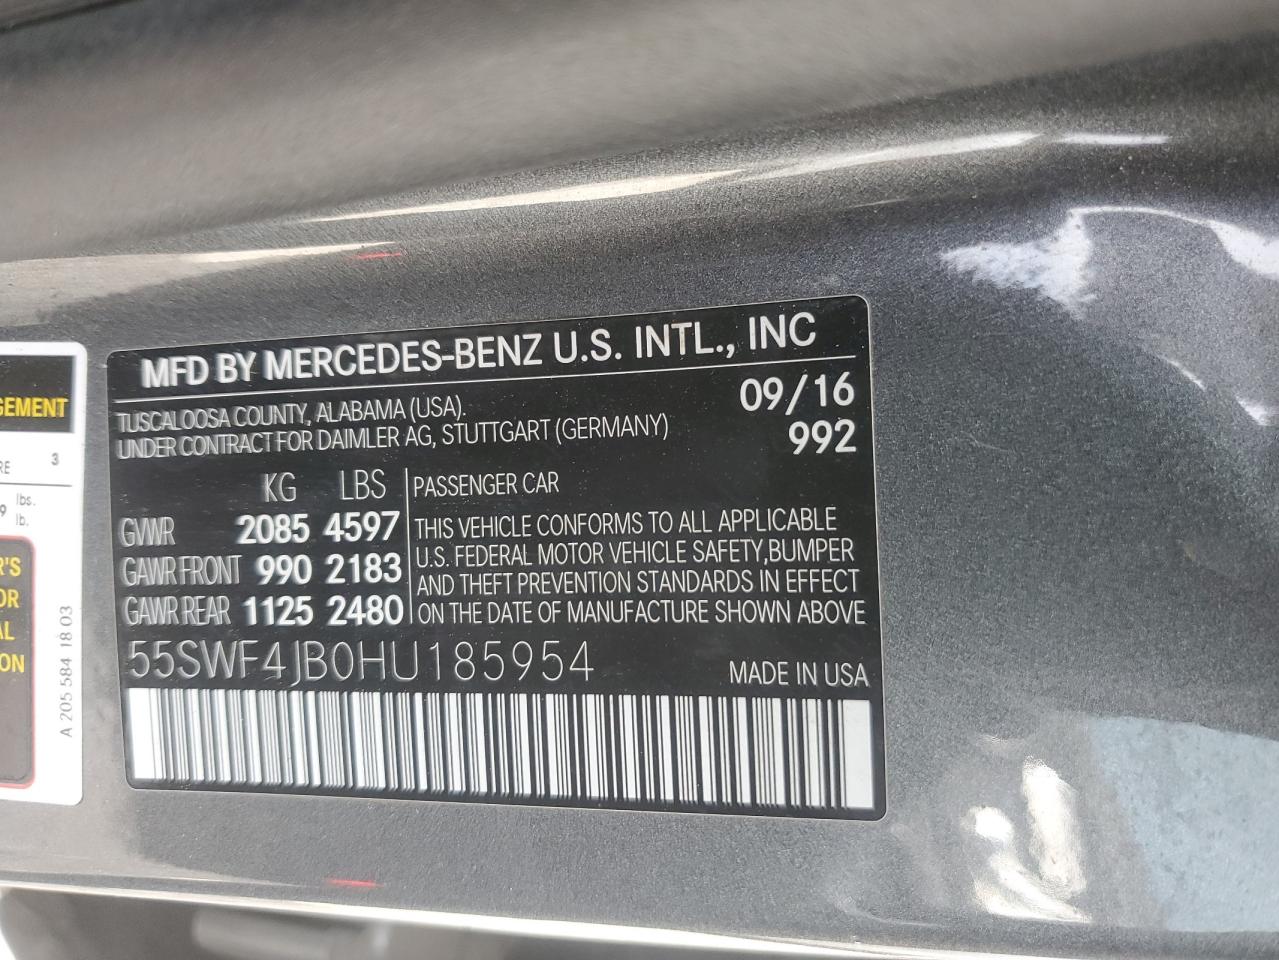 MFD BY MERCEDES-BENZ U.S. INTL., INC
TUSCALOOSA COUNTY, ALABAMA (USA).
UNDER CONTRACT FOR DAIMLER AG, STUTTGART (GERMANY)
09/16
992
KG LBS
GVWR 2085 4597
GAWR FRONT 990 2183
GAWR REAR 1125 2480
PASSENGER CAR
THIS VEHICLE CONFORMS TO ALL APPLICABLE
U.S. FEDERAL MOTOR VEHICLE SAFETY, BUMPER
AND THEFT PREVENTION STANDARDS IN EFFECT
ON THE DATE OF MANUFACTURE SHOWN ABOVE
55SWF4JB0HU185954
MADE IN USA
3
lbs.
lb.
A 205 584 18 03